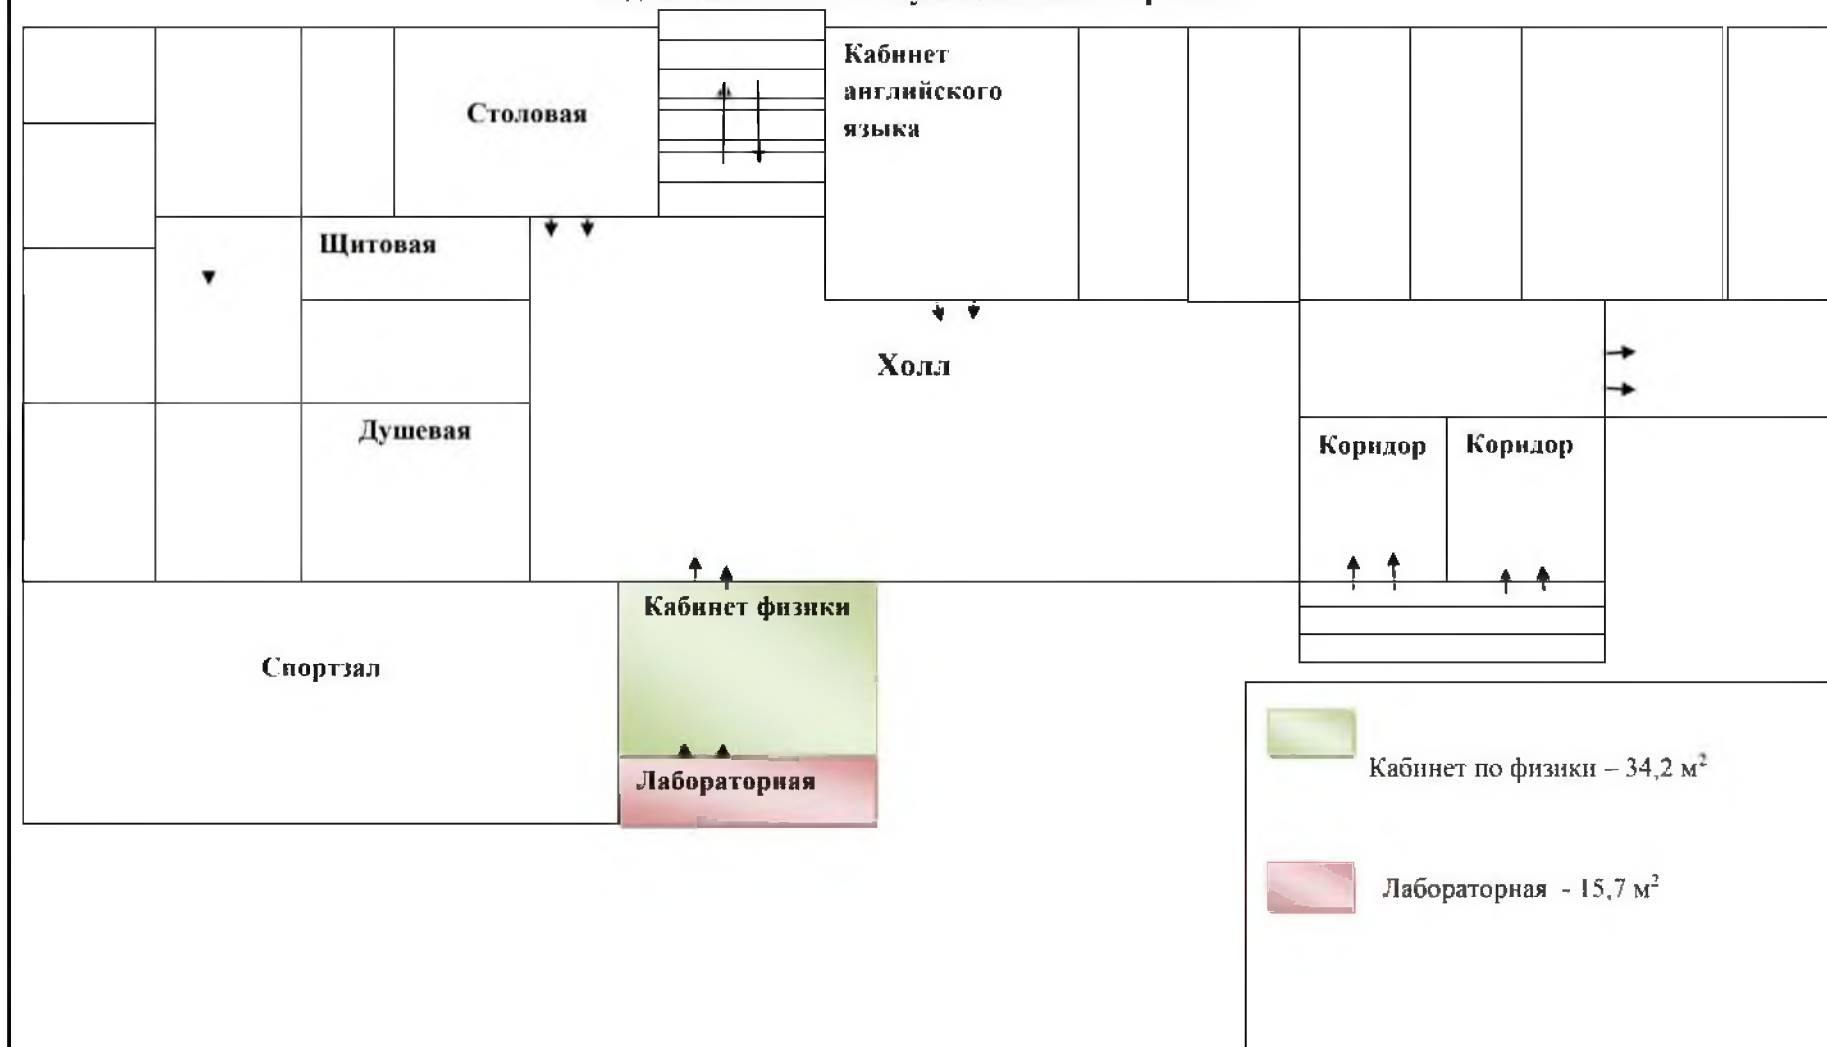 Кабинет
английского
языка
Столовая
Щитовая
Холл
Душевая
Коридор
Коридор
Кабинет физики
Спортзал
Лабораторная
Кабинет по физики – 34,2 м²
Лабораторная - 15,7 м²